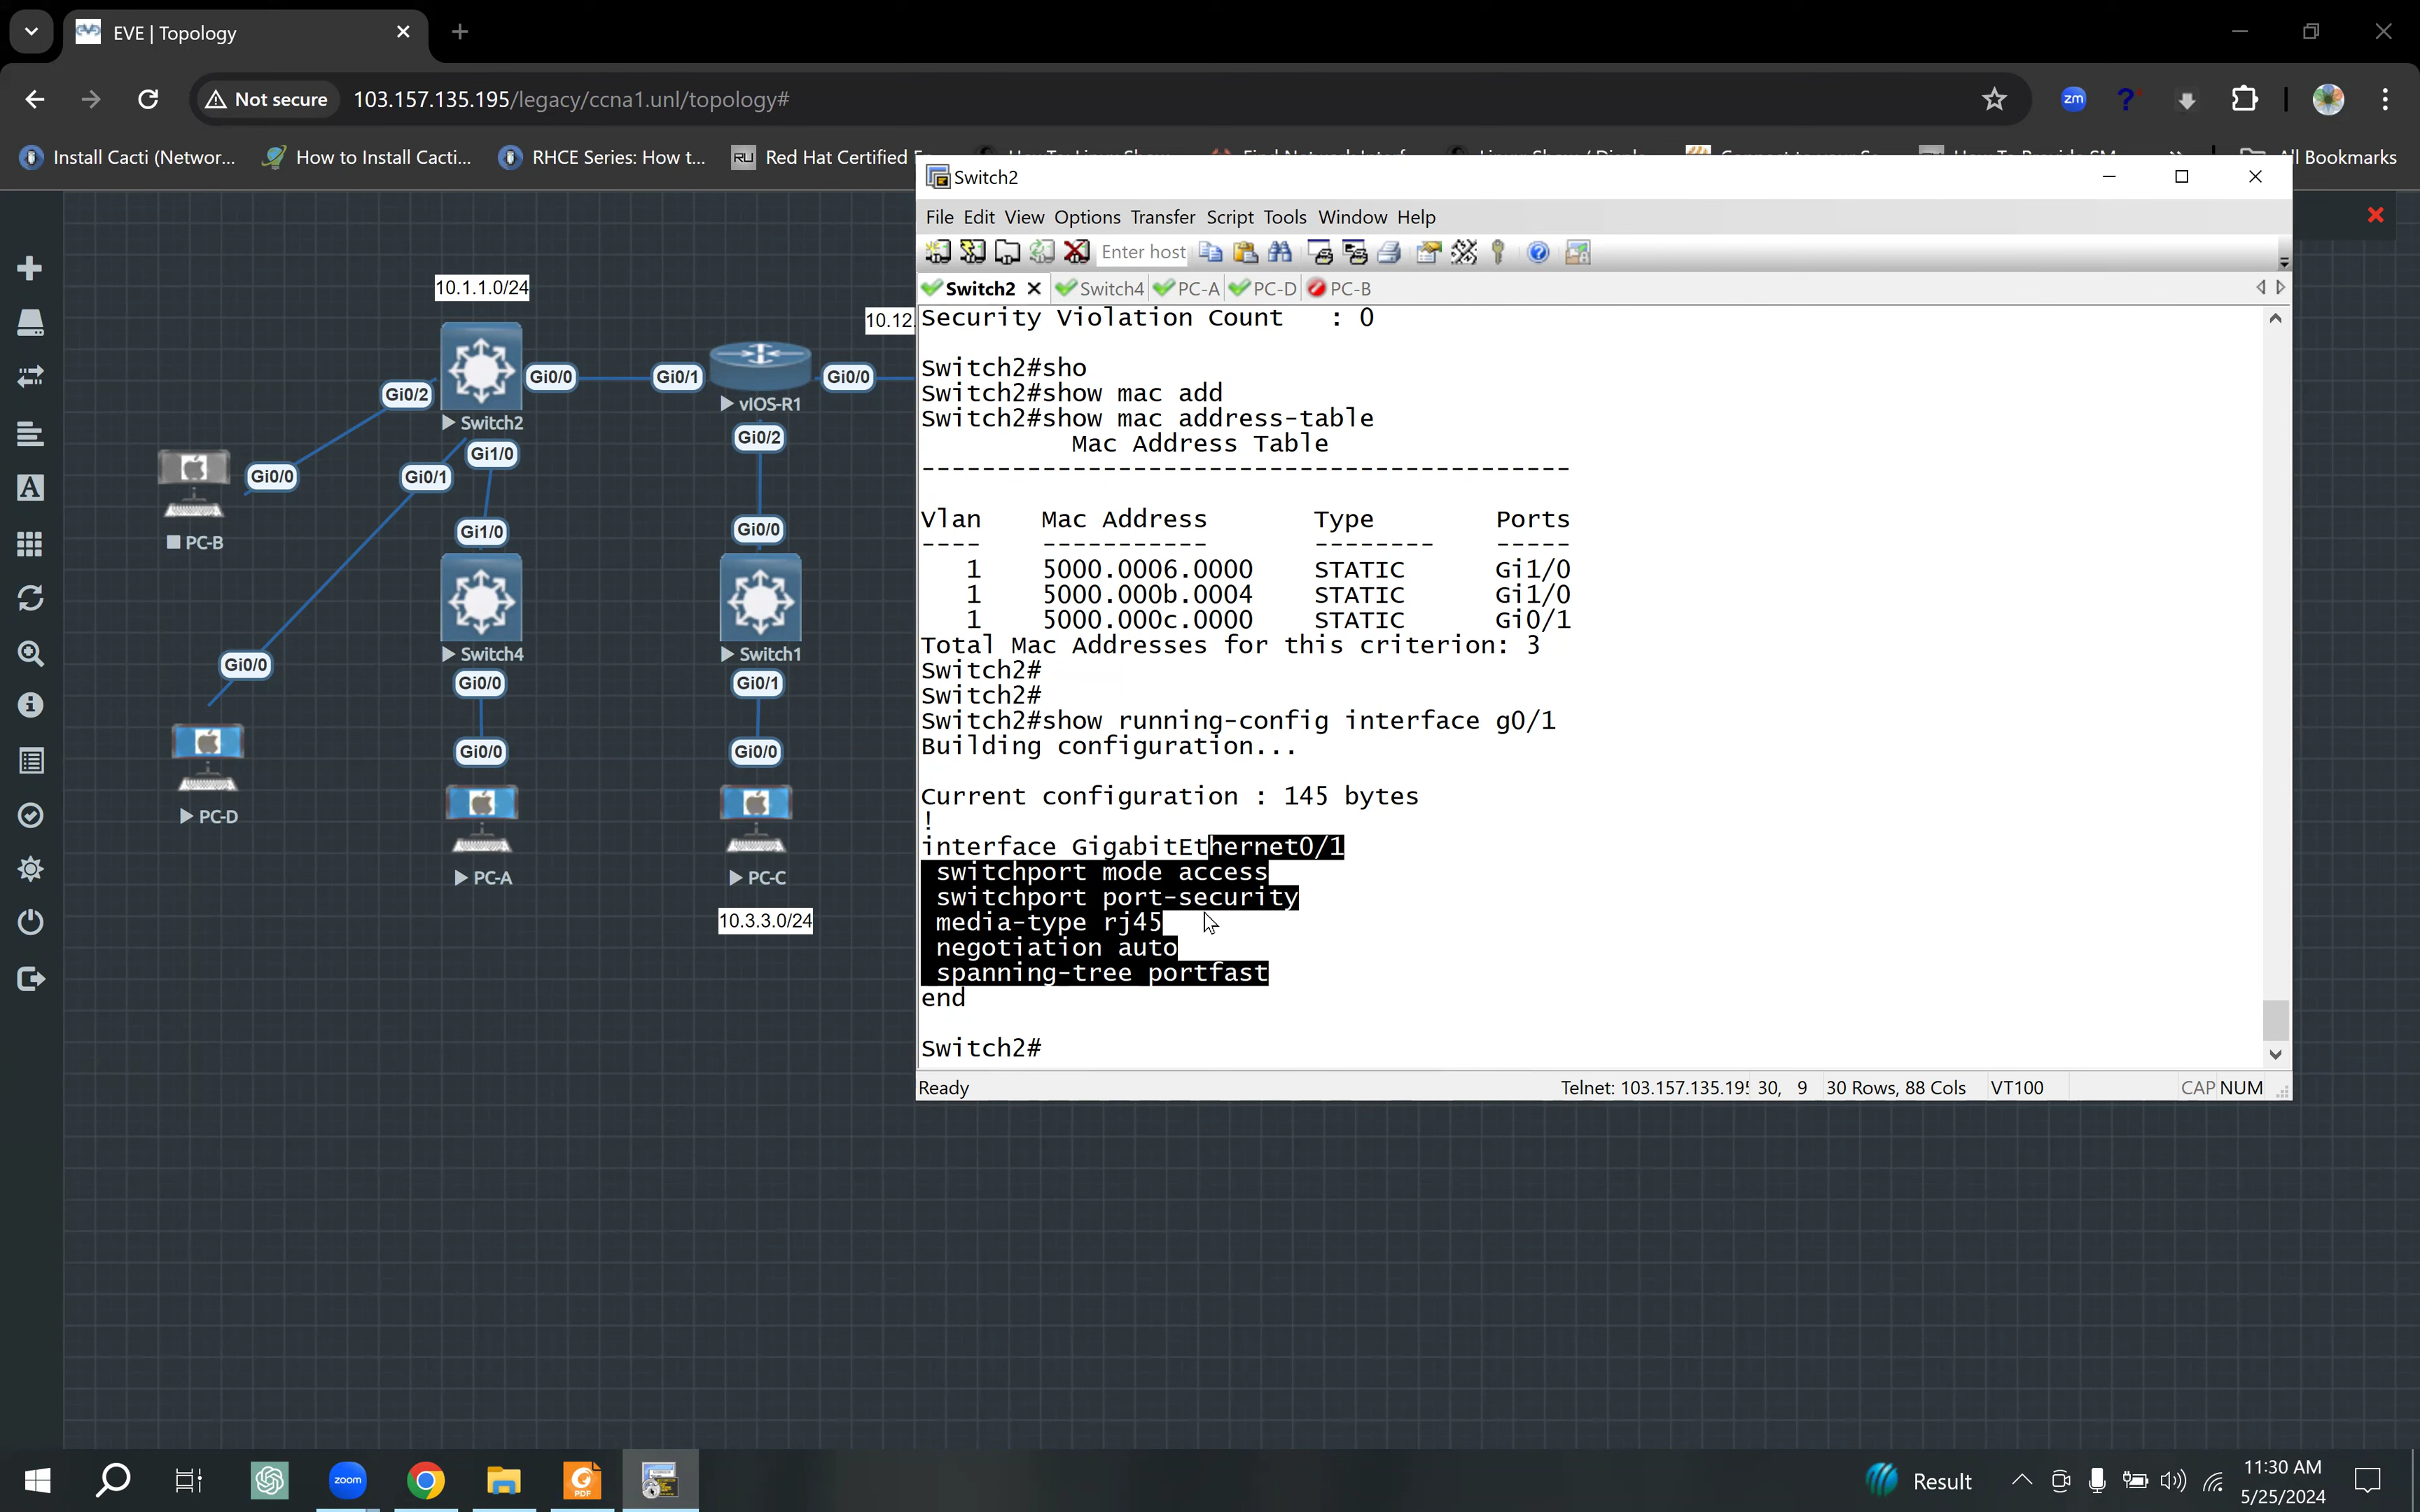 EVE | Topology
Not secure
103.157.135.195/legacy/ccna1.unl/topology#
zm
Install Cacti (Networ...
How to Install Cacti...
RHCE Series: How t...
RU
Red Hat Certified
All Bookmarks
Switch2
File Edit View Options Transfer Script Tools Window Help
Enter host
Switch2
Switch4
PC-A
PC-D
PC-B
10.1.1.0/24
10.12.
Gi0/2
Switch2
Gi0/0
Gi0/1
vIOS-R1
Gi0/0
Gi1/0
Gi0/2
Gi0/0
Gi0/1
PC-B
Gi1/0
Gi0/0
Switch4
Switch1
Gi0/0
Gi0/0
Gi0/1
PC-D
Gi0/0
Gi0/0
PC-A
PC-C
10.3.3.0/24
Security Violation Count : 0
Switch2#sho
Switch2#show mac add
Switch2#show mac address-table
Mac Address Table
-------------------------------------------
Vlan Mac Address Type Ports
---- ----------- -------- -----
1 5000.0006.0000 STATIC Gi1/0
1 5000.000b.0004 STATIC Gi1/0
1 5000.000c.0000 STATIC Gi0/1
Total Mac Addresses for this criterion: 3
Switch2#
Switch2#
Switch2#show running-config interface g0/1
Building configuration...
Current configuration : 145 bytes
!
interface GigabitEthernet0/1
switchport mode access
switchport port-security
media-type rj45
negotiation auto
spanning-tree portfast
end
Switch2#
Ready
Telnet: 103.157.135.195
30, 9
30 Rows, 88 Cols
VT100
CAP NUM
zoom
PDF
Result
11:30 AM
5/25/2024